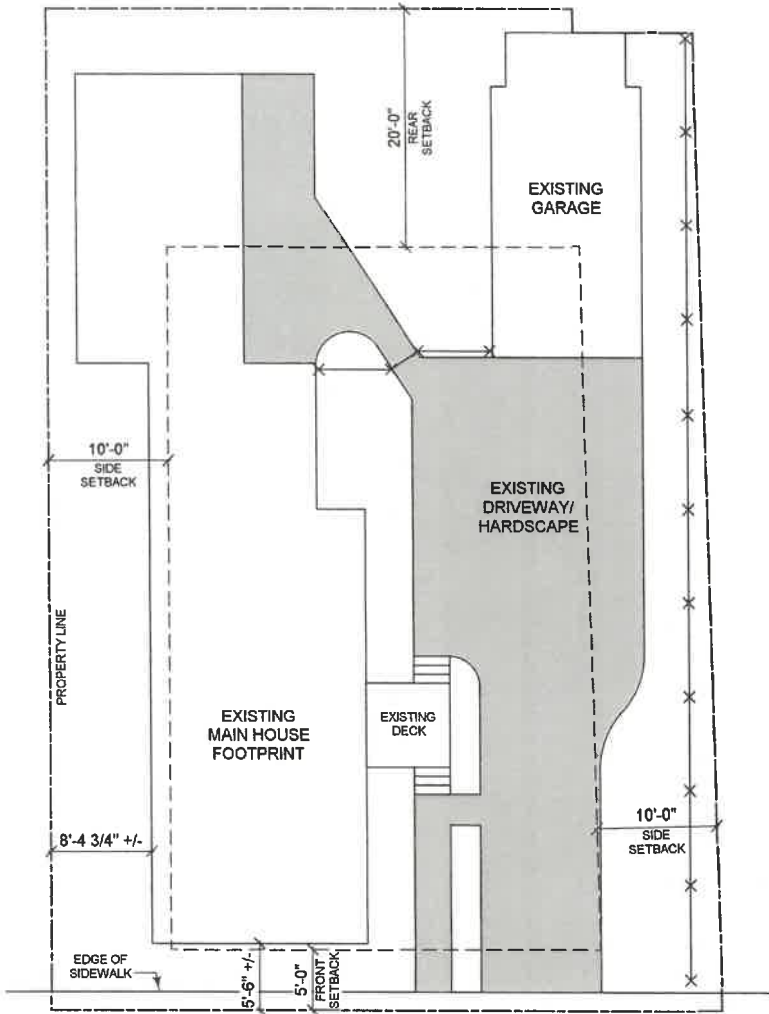 20'-0"
REAR
SETBACK
EXISTING
GARAGE
10'-0"
SIDE
SETBACK
EXISTING
DRIVEWAY/
HARDSCAPE
PROPERTY LINE
EXISTING
MAIN HOUSE
FOOTPRINT
EXISTING
DECK
8'-4 3/4" +/-
10'-0"
SIDE
SETBACK
EDGE OF
SIDEWALK
5'-6" +/-
5'-0"
FRONT
SETBACK